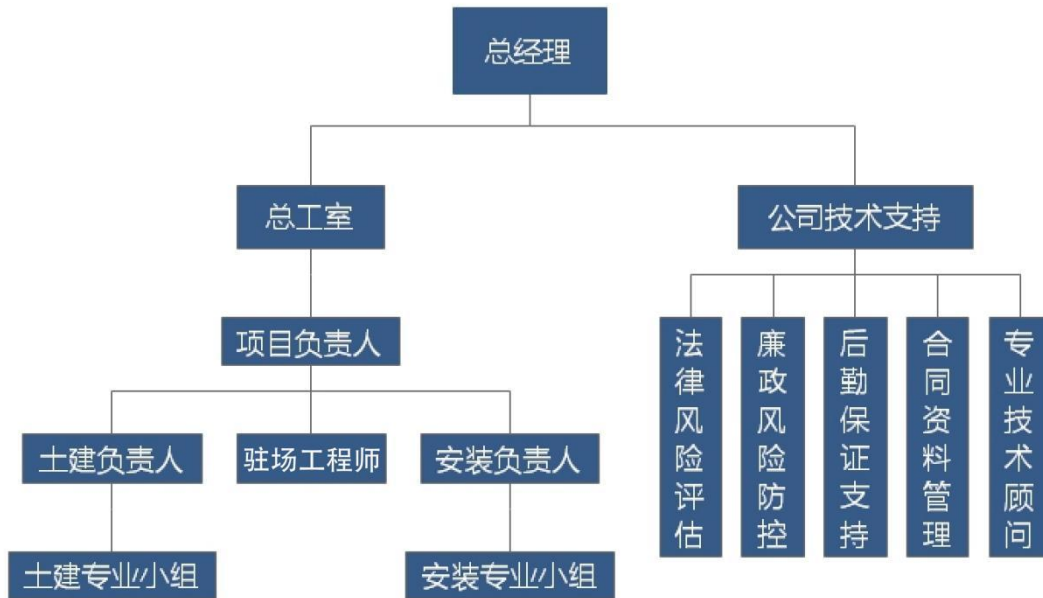 总经理
总工室
公司技术支持
项目负责人
土建负责人
驻场工程师
安装负责人
土建专业小组
安装专业小组
法律风险评估
廉政风险防控
后勤保证支持
合同资料管理
专业技术顾问